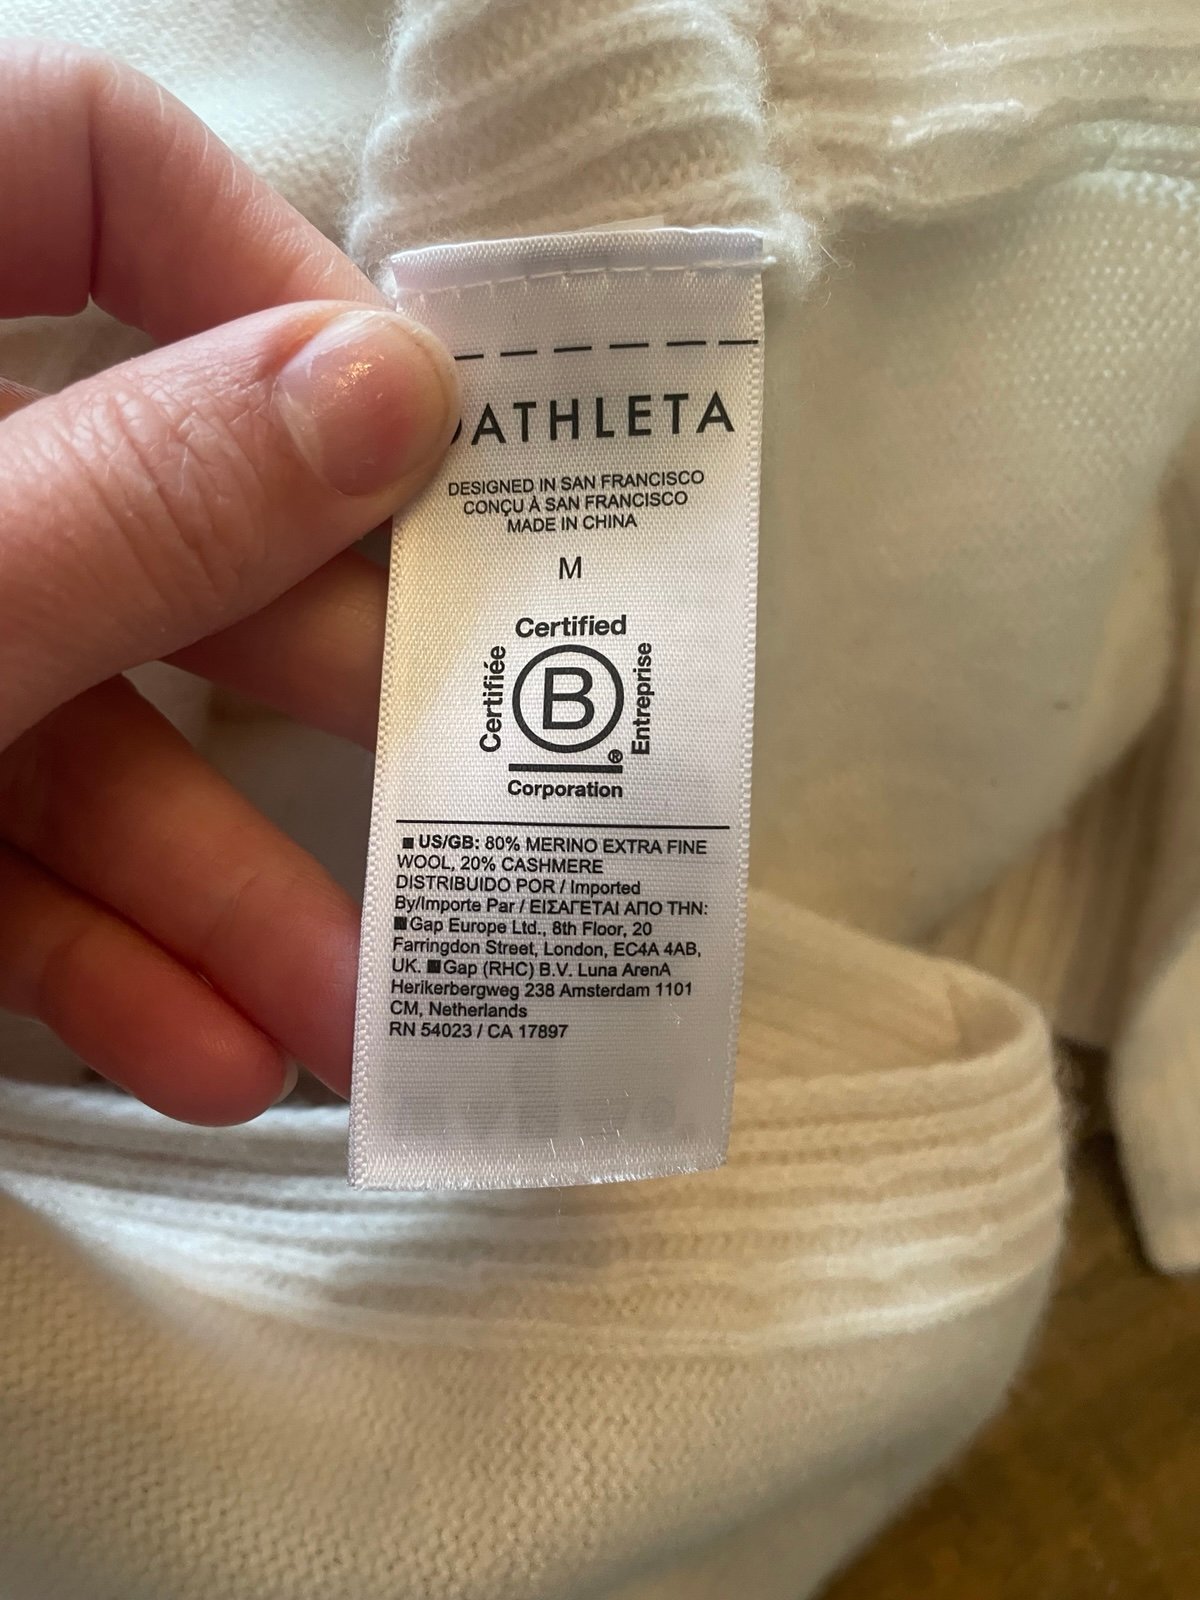 ATHLETA
DESIGNED IN SAN FRANCISCO
CONÇU À SAN FRANCISCO
MADE IN CHINA
M
Certified
Certifiée
B
Entreprise
®
Corporation
■ US/GB: 80% MERINO EXTRA FINE
WOOL, 20% CASHMERE
DISTRIBUIDO POR / Imported
By/Importe Par / ΕΙΣΑΓΕΤΑΙ ΑΠΟ ΤΗΝ:
■ Gap Europe Ltd., 8th Floor, 20
Farringdon Street, London, EC4A 4AB,
UK. ■ Gap (RHC) B.V. Luna ArenA
Herikerbergweg 238 Amsterdam 1101
CM, Netherlands
RN 54023 / CA 17897